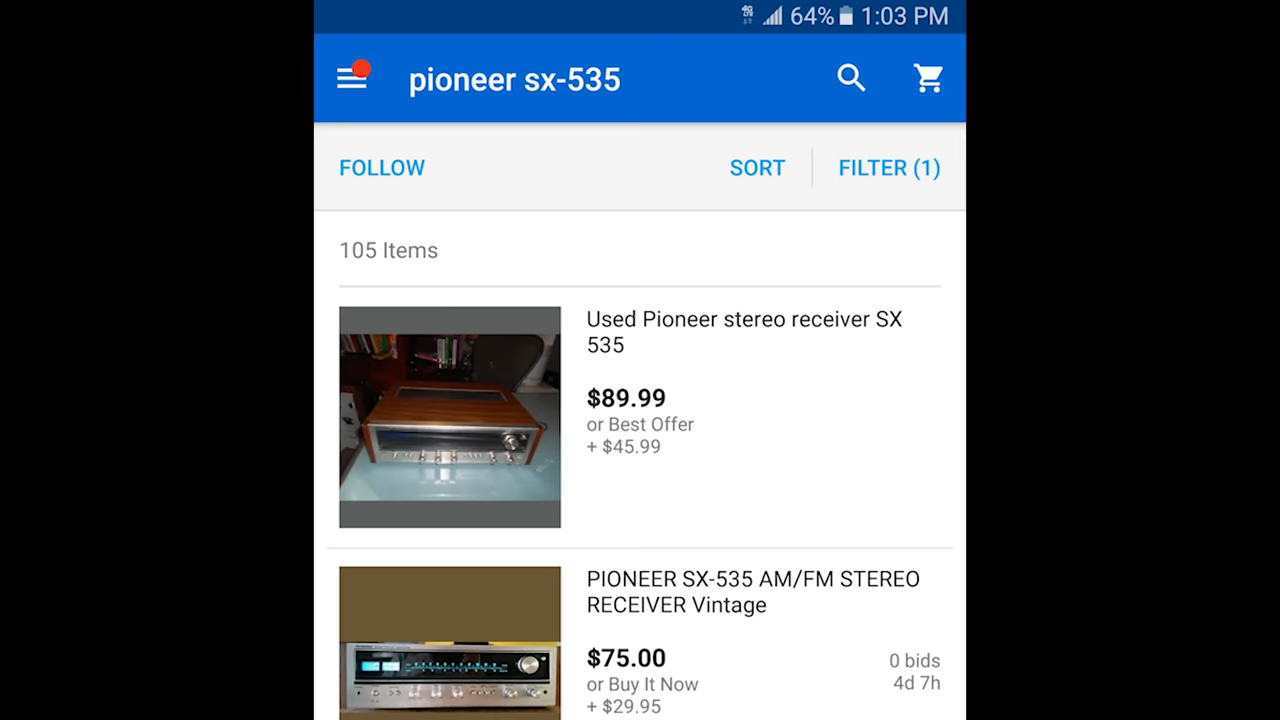 64% 1:03 PM
pioneer sx-535
FOLLOW SORT FILTER (1)
105 Items
Used Pioneer stereo receiver SX
535
$89.99
or Best Offer
+ $45.99
PIONEER SX-535 AM/FM STEREO
RECEIVER Vintage
$75.00 0 bids
or Buy It Now 4d 7h
+ $29.95